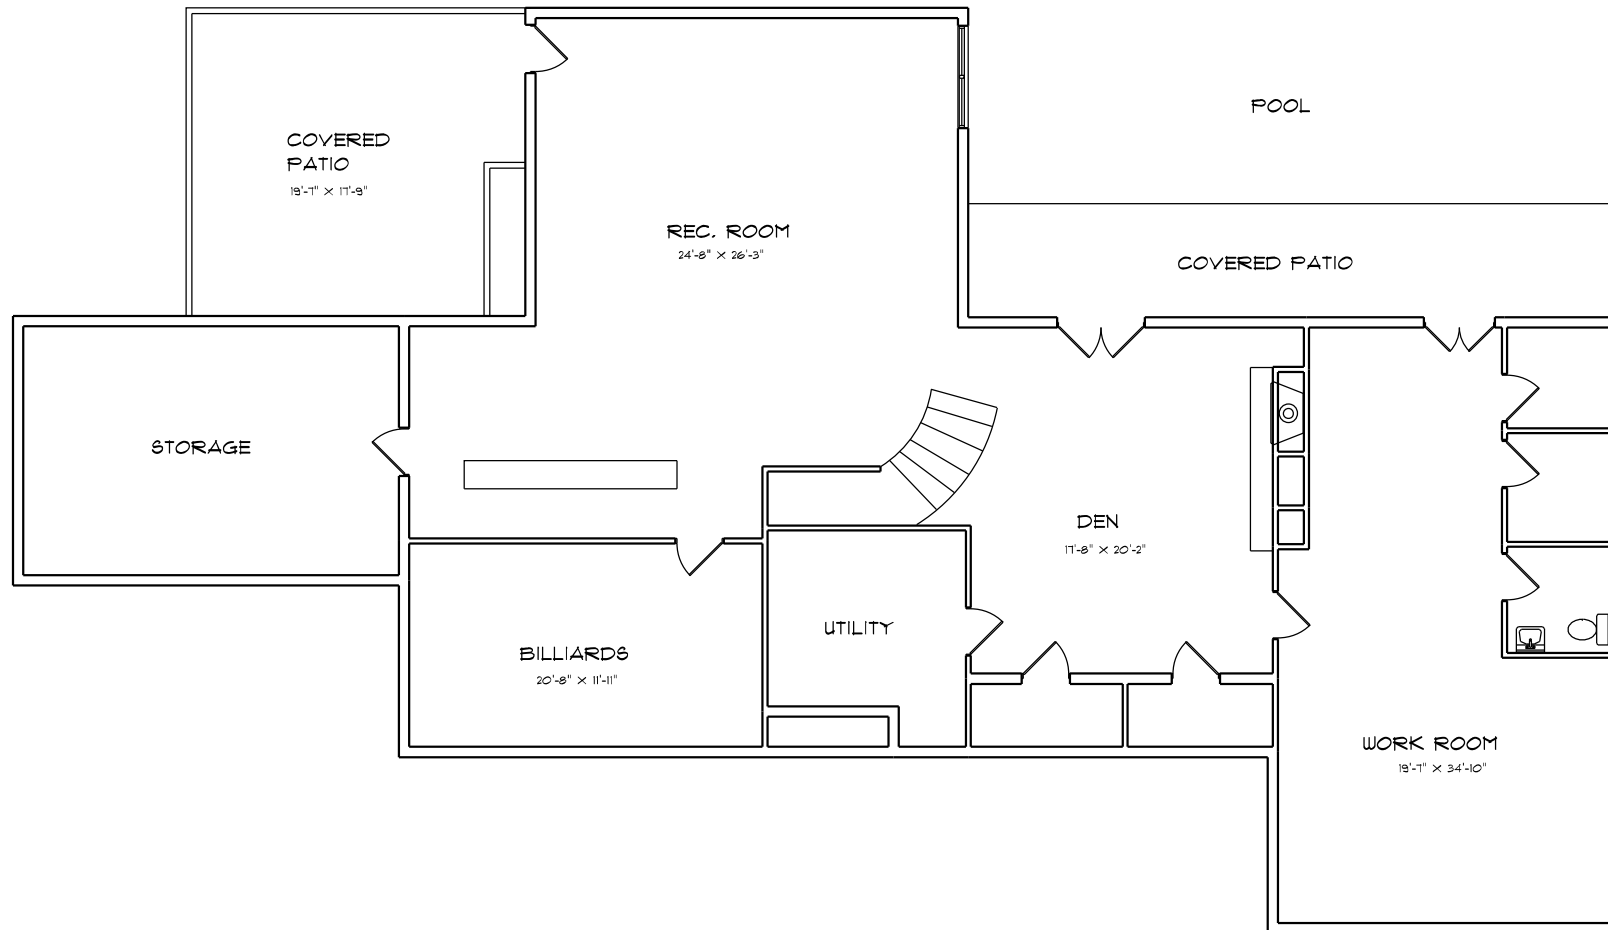 POOL
COVERED
PATIO
19'-7" X 17'-9"
REC. ROOM
24'-8" X 26'-3"
COVERED PATIO
STORAGE
DEN
17'-8" X 20'-2"
UTILITY
BILLIARDS
20'-8" X 11'-11"
WORK ROOM
19'-7" X 34'-10"